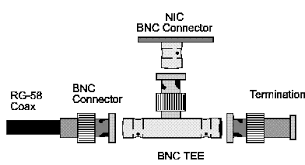 NIC
BNC Connector
RG-58
Coax
BNC
Connector
Termination
BNC TEE